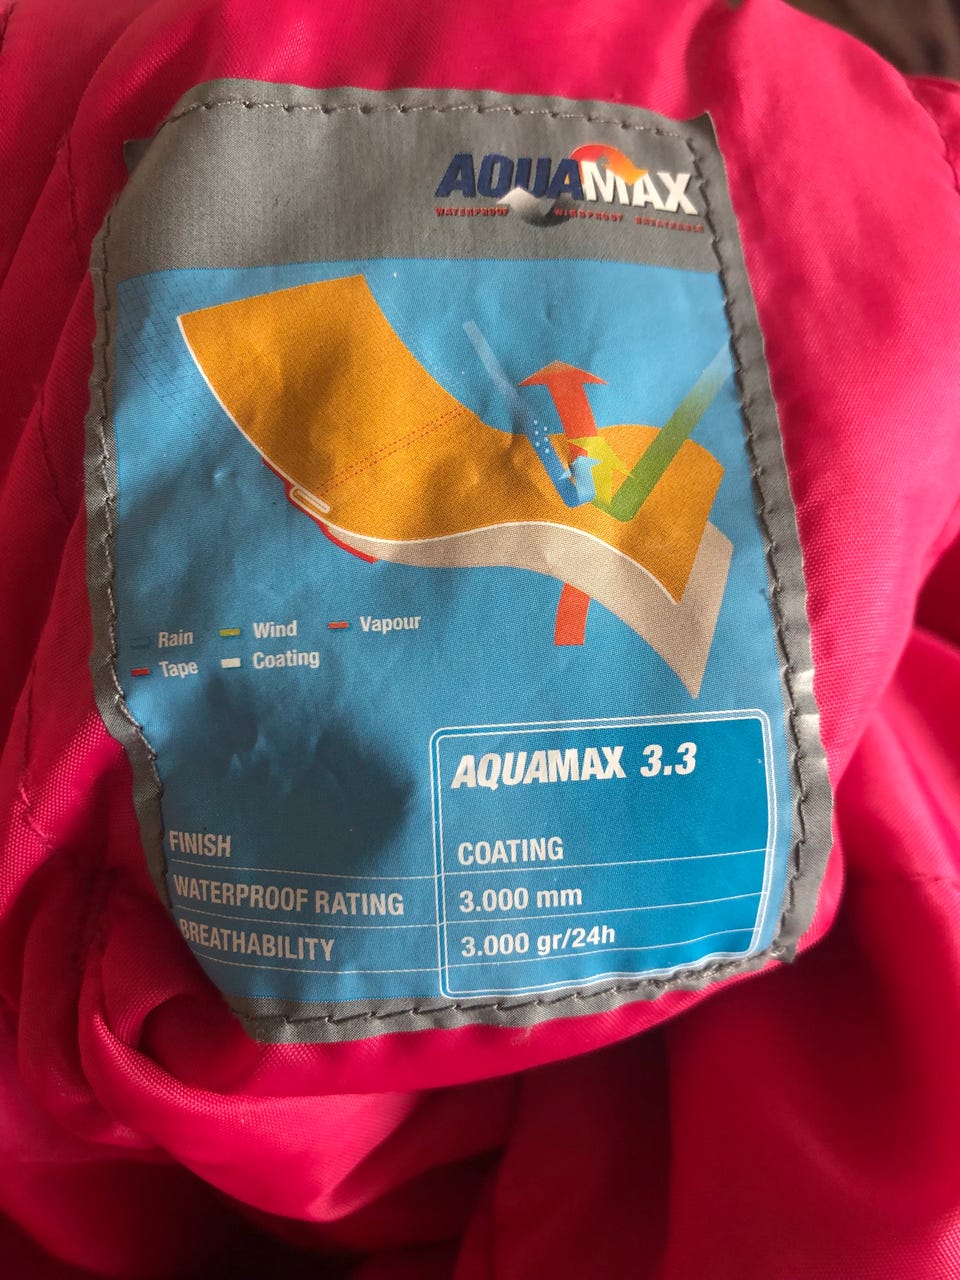 AQUAMAX
WATERPROOF WINDPROOF BREATHABLE
Rain Wind Vapour
Tape Coating
AQUAMAX 3.3
FINISH COATING
WATERPROOF RATING 3.000 mm
BREATHABILITY 3.000 gr/24h